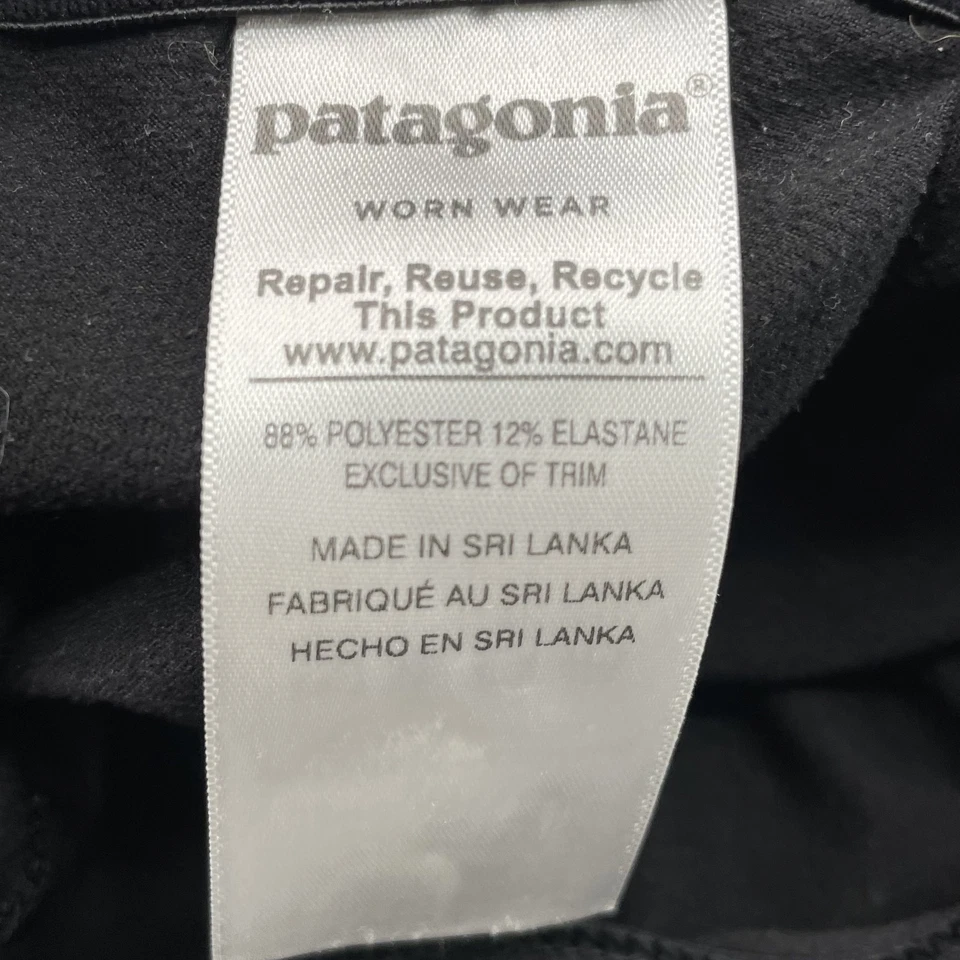 patagonia®
WORN WEAR
Repair, Reuse, Recycle
This Product
www.patagonia.com
88% POLYESTER 12% ELASTANE
EXCLUSIVE OF TRIM
MADE IN SRI LANKA
FABRIQUÉ AU SRI LANKA
HECHO EN SRI LANKA